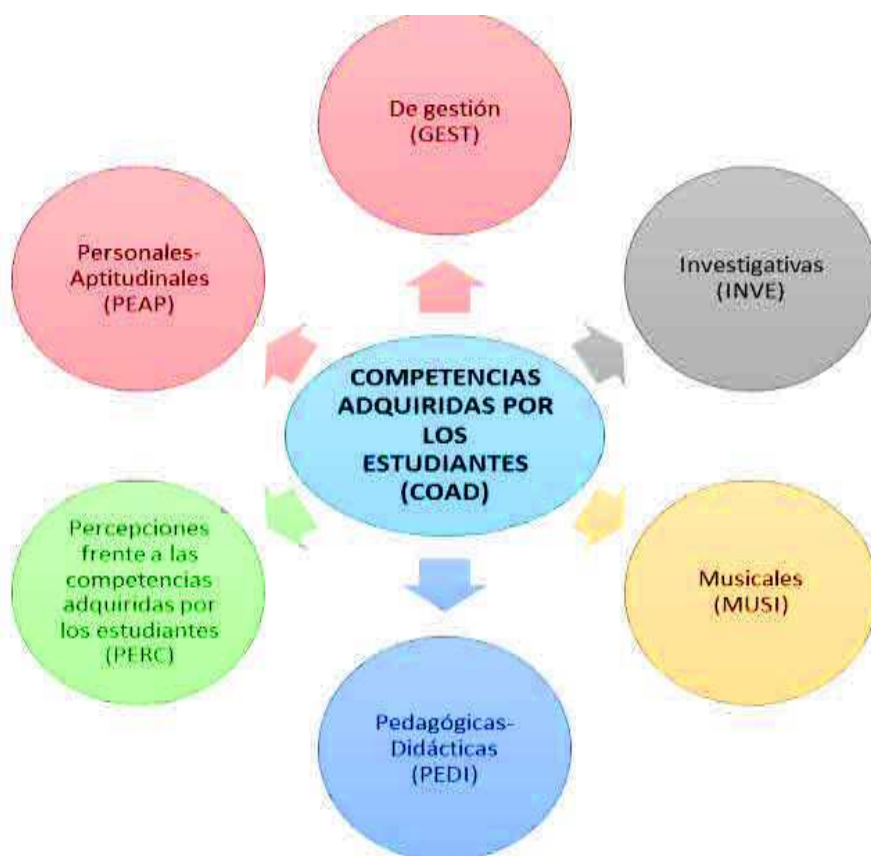 De gestión
(GEST)
Personales-
Aptitudinales
(PEAP)
Investigativas
(INVE)
COMPETENCIAS
ADQUIRIDAS POR
LOS
ESTUDIANTES
(COAD)
Percepciones
frente a las
competencias
adquiridas por
los estudiantes
(PERC)
Musicales
(MUSI)
Pedagógicas-
Didácticas
(PEDI)